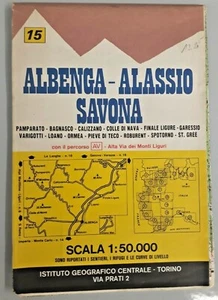 15
ALBENGA - ALASSIO
SAVONA
PAMPARATO - BAGNASCO - CALIZZANO - COLLE DI NAVA - FINALE LIGURE - GARESSIO
VARIGOTTI - LOANO - ORMEA - PIEVE DI TECO - ROBURENT - SPOTORNO - ST. GRÉE
con il percorso AV - Alta Via dei Monti Liguri
SCALA 1:50.000
SONO RIPORTATI I SENTIERI, I RIFUGI E LE CURVE DI LIVELLO
ISTITUTO GEOGRAFICO CENTRALE - TORINO
VIA PRATI 2